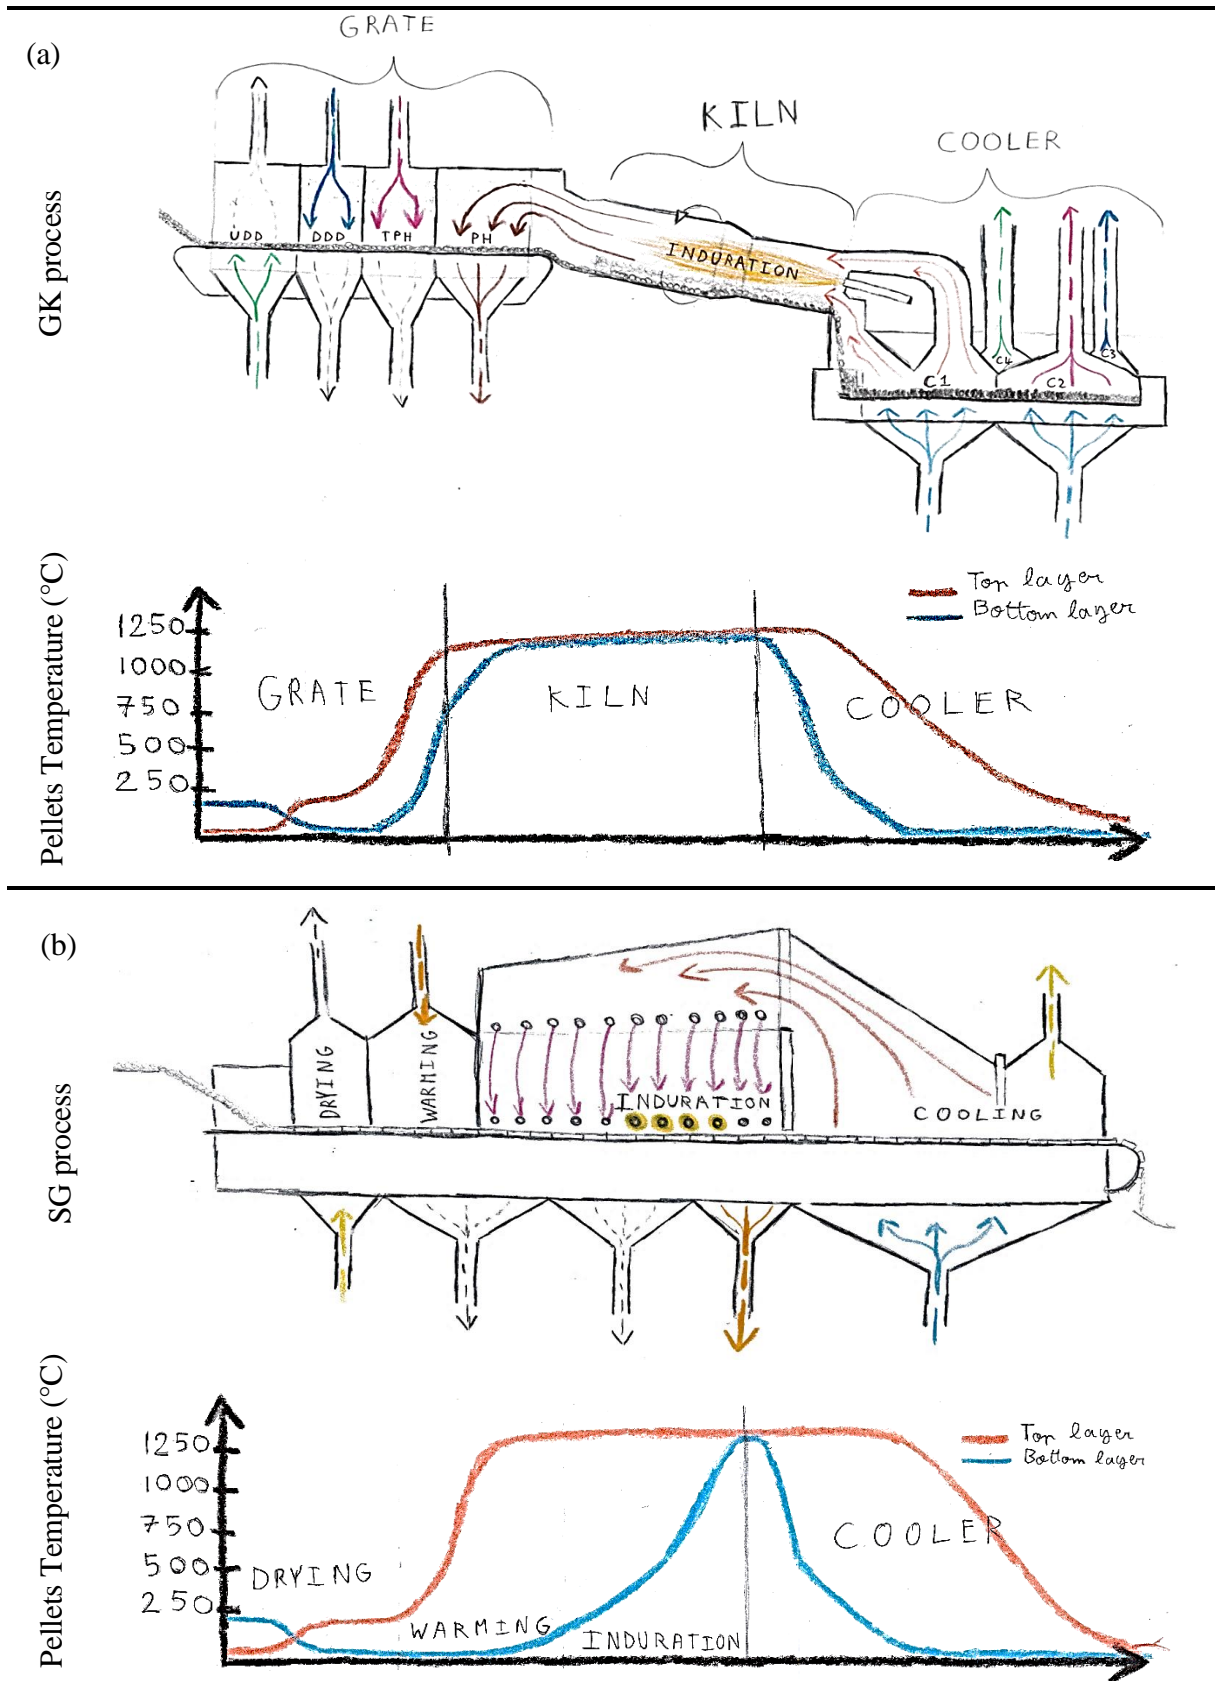 (a)
GRATE
KILN
COOLER
GK process
UDD DDD TPH PH
INDURATION
C4 C3
C1 C2
Pellets Temperature (°C)
Top layer
Bottom layer
1250
1000
750
500
250
GRATE KILN COOLER
(b)
SG process
DRYING
WARMING
INDURATION
COOLING
Pellets Temperature (°C)
Top layer
Bottom layer
1250
1000
750
500
250
COOLER
DRYING
WARMING
INDURATION